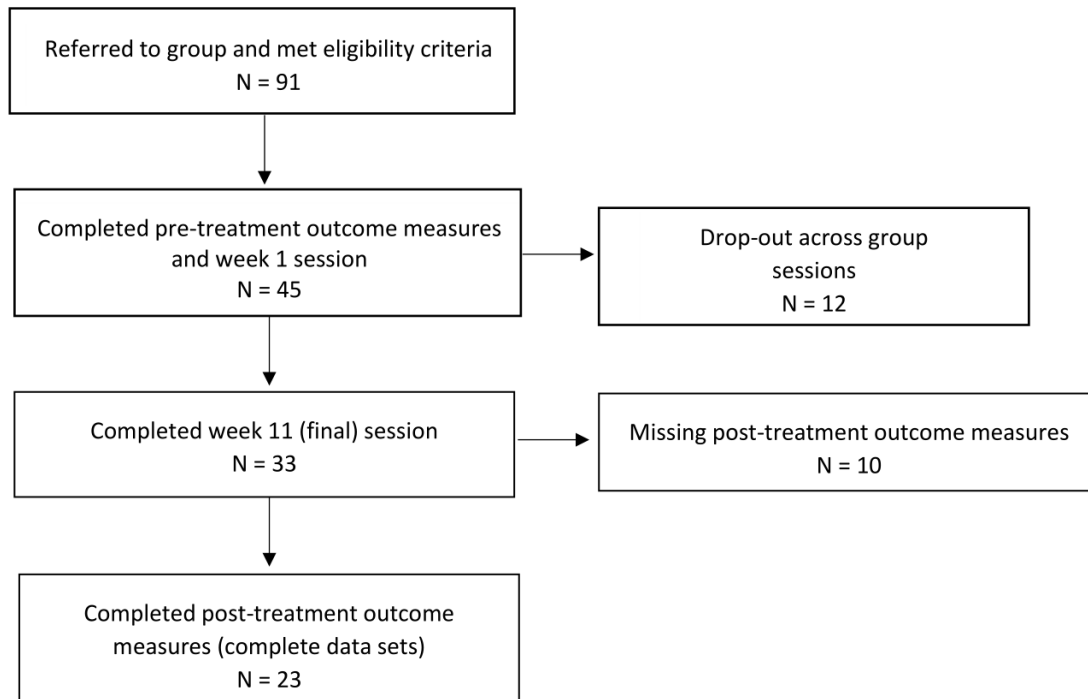 Referred to group and met eligibility criteria
N = 91
Completed pre-treatment outcome measures
and week 1 session
N = 45
Drop-out across group
sessions
N = 12
Completed week 11 (final) session
N = 33
Missing post-treatment outcome measures
N = 10
Completed post-treatment outcome
measures (complete data sets)
N = 23